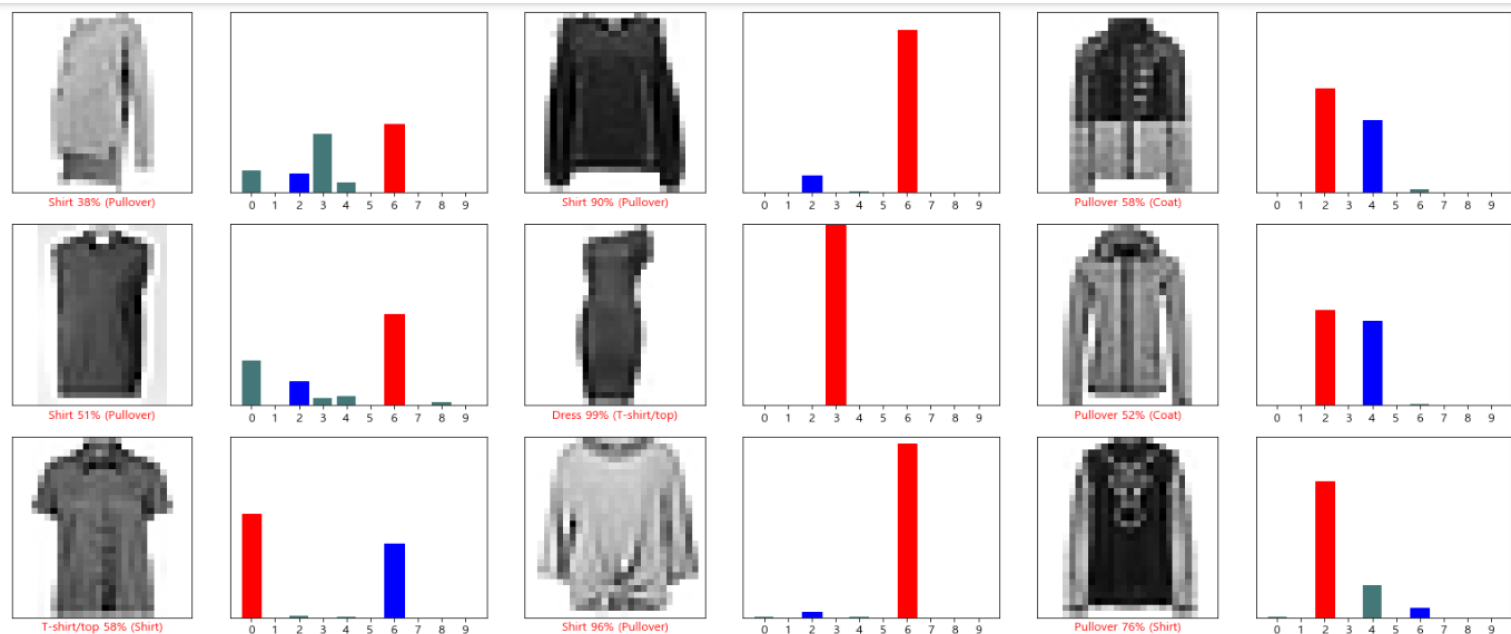 Shirt 38% (Pullover)
0 1 2 3 4 5 6 7 8 9
Shirt 90% (Pullover)
0 1 2 3 4 5 6 7 8 9
Pullover 58% (Coat)
0 1 2 3 4 5 6 7 8 9
Shirt 51% (Pullover)
0 1 2 3 4 5 6 7 8 9
Dress 99% (T-shirt/top)
0 1 2 3 4 5 6 7 8 9
Pullover 52% (Coat)
0 1 2 3 4 5 6 7 8 9
T-shirt/top 58% (Shirt)
0 1 2 3 4 5 6 7 8 9
Shirt 96% (Pullover)
0 1 2 3 4 5 6 7 8 9
Pullover 76% (Shirt)
0 1 2 3 4 5 6 7 8 9